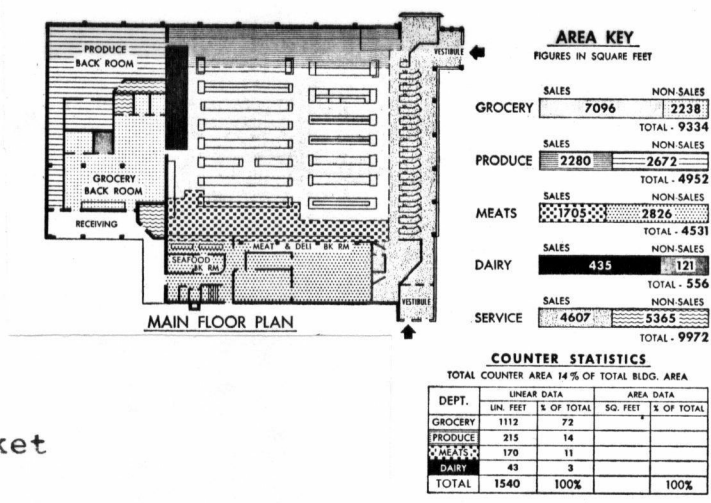 PRODUCE
BACK ROOM
VESTIBULE
GROCERY
BACK ROOM
RECEIVING
MEAT & DELI BK RM
SEAFOOD
BK RM
VESTIBULE
MAIN FLOOR PLAN
AREA KEY
FIGURES IN SQUARE FEET
SALES NON-SALES
GROCERY 7096 2238
TOTAL - 9334
SALES NON-SALES
PRODUCE 2280 2672
TOTAL - 4952
SALES NON-SALES
MEATS 1705 2826
TOTAL - 4531
SALES NON-SALES
DAIRY 435 121
TOTAL - 556
SALES NON-SALES
SERVICE 4607 5365
TOTAL - 9972
COUNTER STATISTICS
TOTAL COUNTER AREA 14% OF TOTAL BLDG. AREA
DEPT. LINEAR DATA AREA DATA
LIN. FEET % OF TOTAL SQ. FEET % OF TOTAL
GROCERY 1112 72
PRODUCE 215 14
MEATS 170 11
DAIRY 43 3
TOTAL 1540 100% 100%
ket